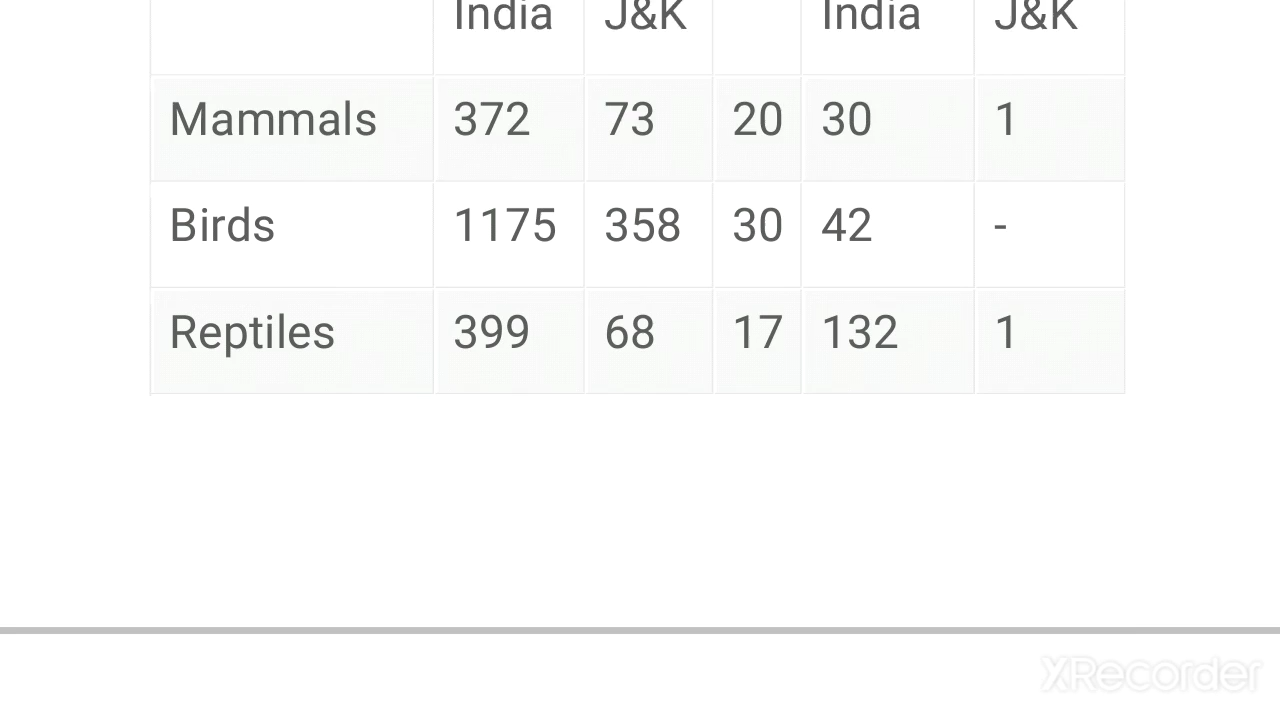 India J&K India J&K
Mammals 372 73 20 30 1
Birds 1175 358 30 42 -
Reptiles 399 68 17 132 1
XRecorder